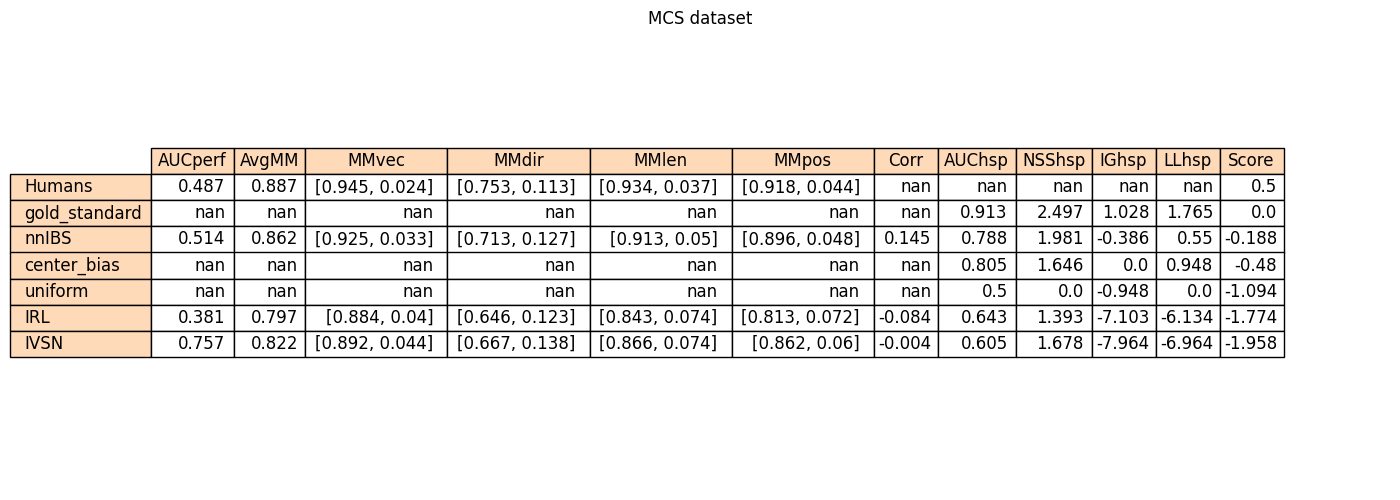 MCS dataset
AUCperf AvgMM MMvec MMdir MMlen MMpos Corr AUChsp NSShsp IGhsp LLhsp Score
Humans 0.487 0.887 [0.945, 0.024] [0.753, 0.113] [0.934, 0.037] [0.918, 0.044] nan nan nan nan nan 0.5
gold_standard nan nan nan nan nan nan nan 0.913 2.497 1.028 1.765 0.0
nnIBS 0.514 0.862 [0.925, 0.033] [0.713, 0.127] [0.913, 0.05] [0.896, 0.048] 0.145 0.788 1.981 -0.386 0.55 -0.188
center_bias nan nan nan nan nan nan nan 0.805 1.646 0.0 0.948 -0.48
uniform nan nan nan nan nan nan nan 0.5 0.0 -0.948 0.0 -1.094
IRL 0.381 0.797 [0.884, 0.04] [0.646, 0.123] [0.843, 0.074] [0.813, 0.072] -0.084 0.643 1.393 -7.103 -6.134 -1.774
IVSN 0.757 0.822 [0.892, 0.044] [0.667, 0.138] [0.866, 0.074] [0.862, 0.06] -0.004 0.605 1.678 -7.964 -6.964 -1.958